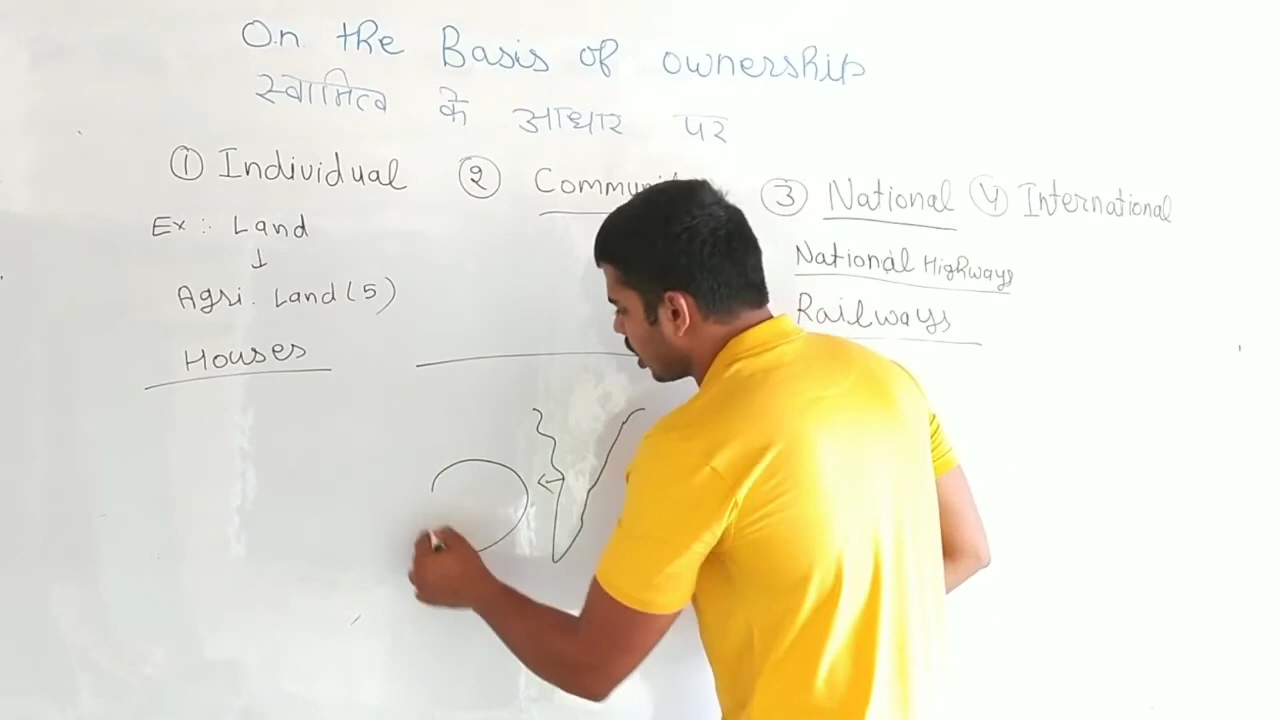 On the Basis of ownership
स्वामित्व के आधार पर
① Individual ② Communi ③ National ④ International
Ex :: Land
↓
Agri. Land (5)
Houses
National Highways
Railways